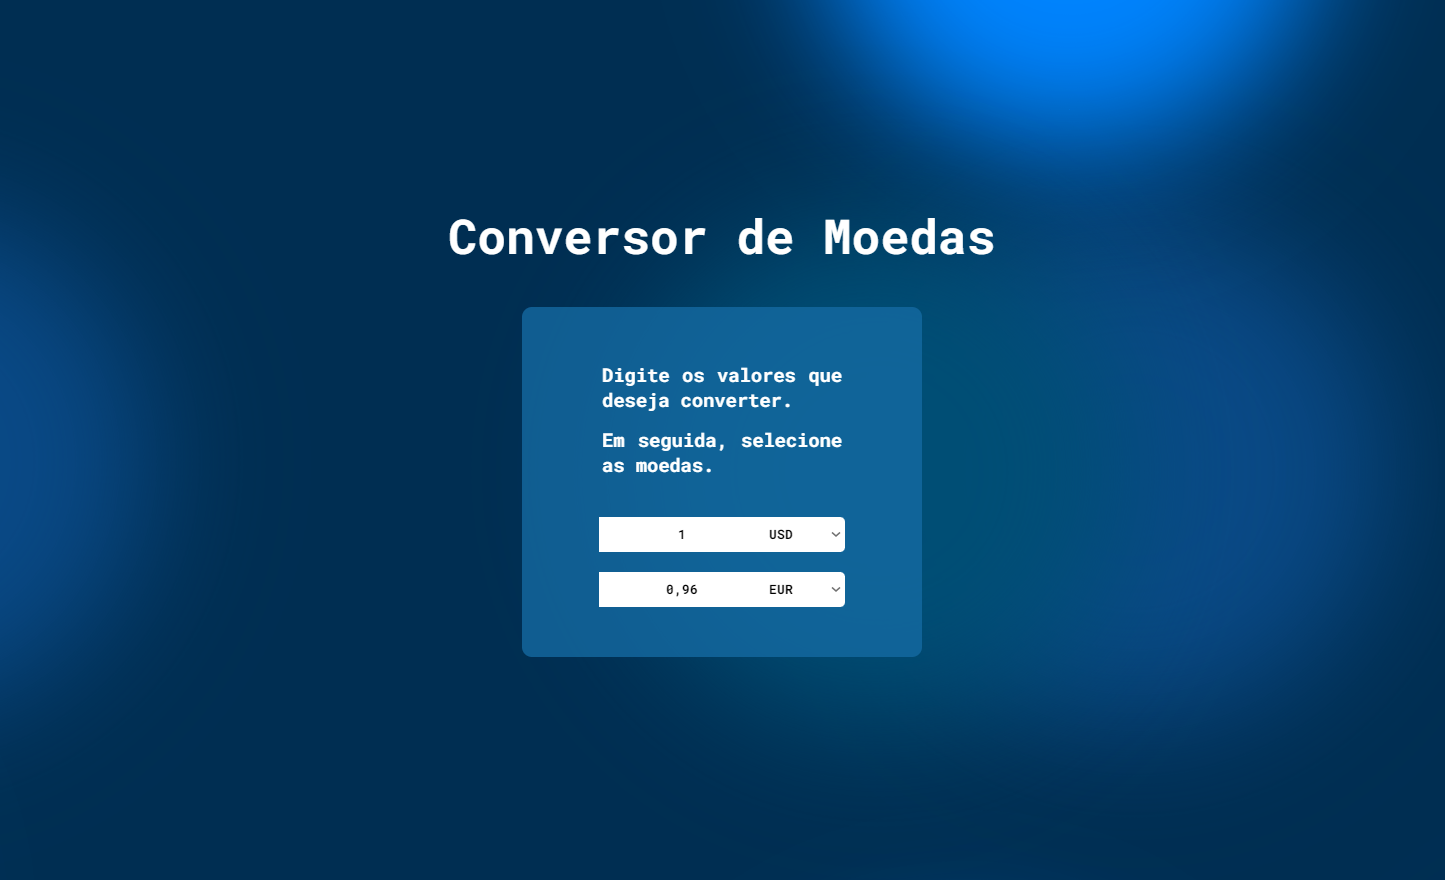 Conversor de Moedas
Digite os valores que
deseja converter.
Em seguida, selecione
as moedas.
1 USD
0,96 EUR